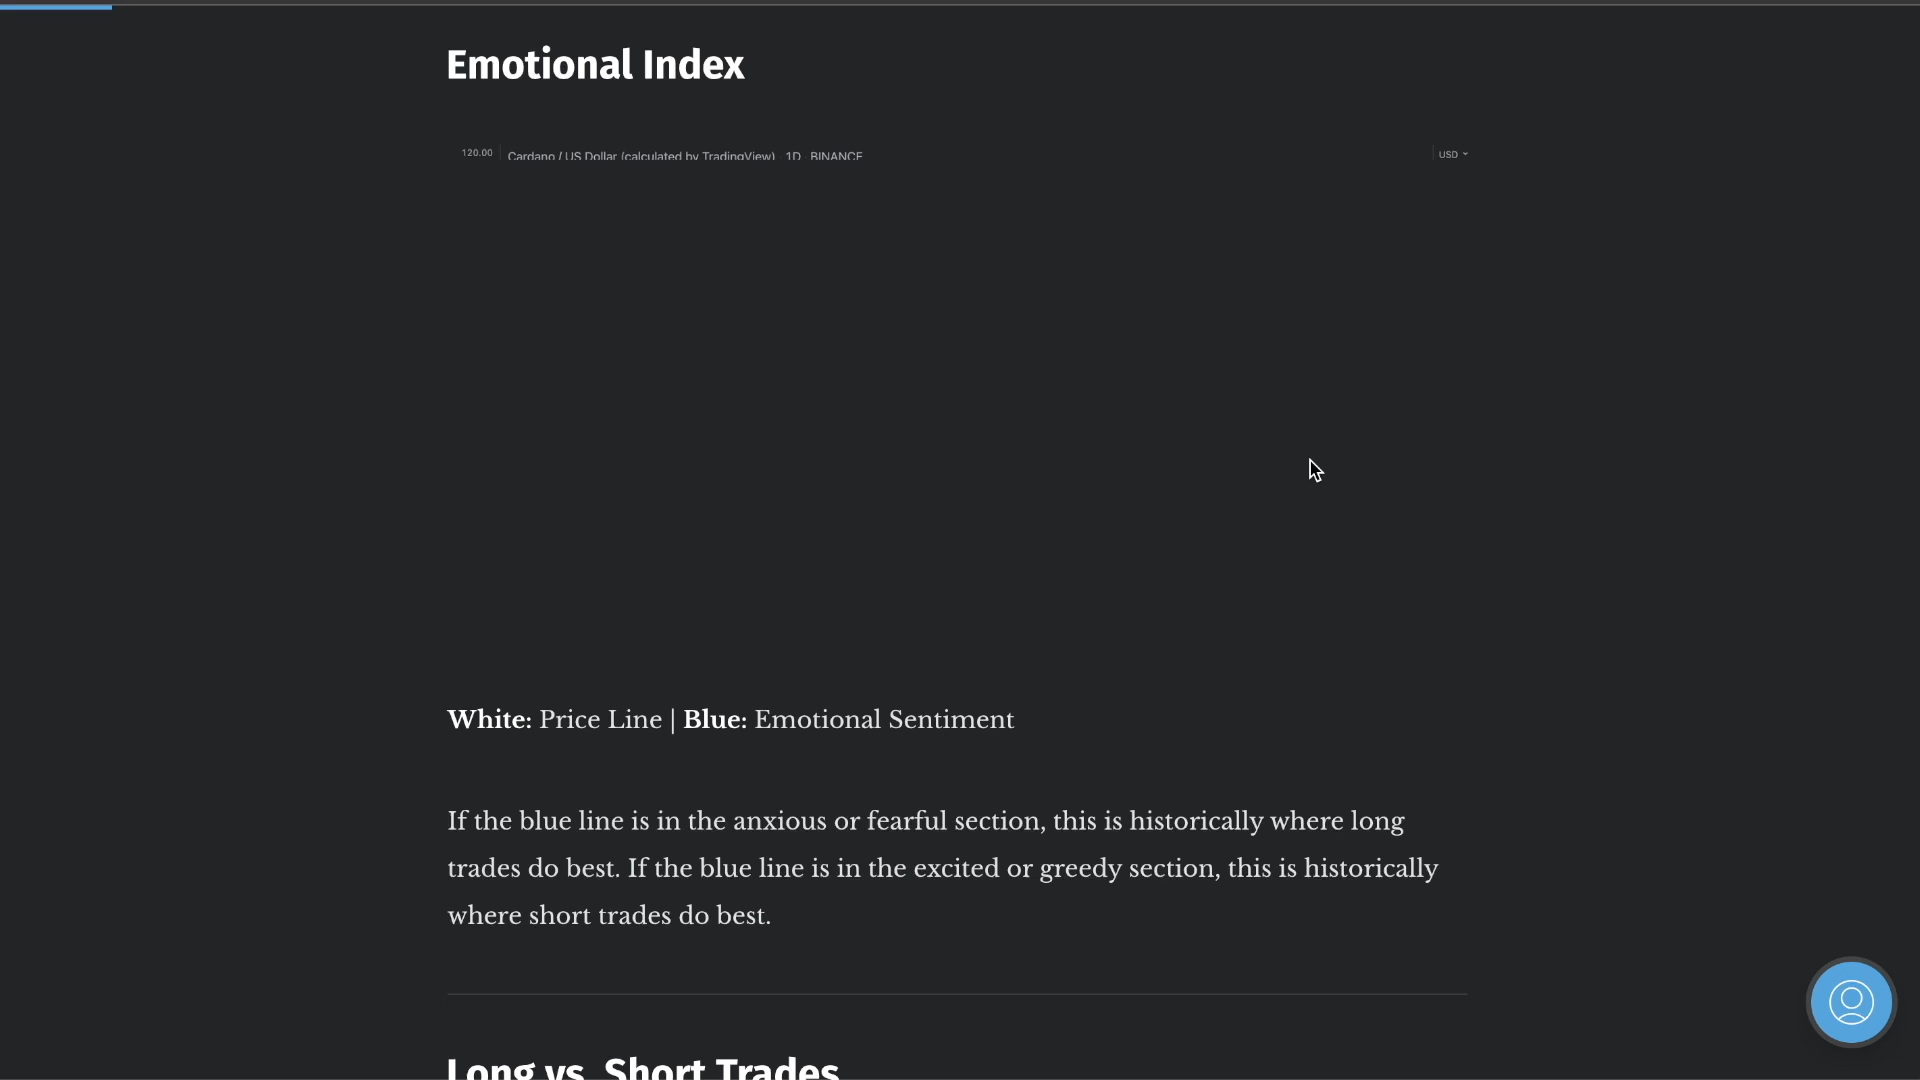 Emotional Index
120.00
Cardano / US Dollar (calculated by TradingView) 1D BINANCE
USD
White: Price Line | Blue: Emotional Sentiment
If the blue line is in the anxious or fearful section, this is historically where long
trades do best. If the blue line is in the excited or greedy section, this is historically
where short trades do best.
Long vs. Short Trades